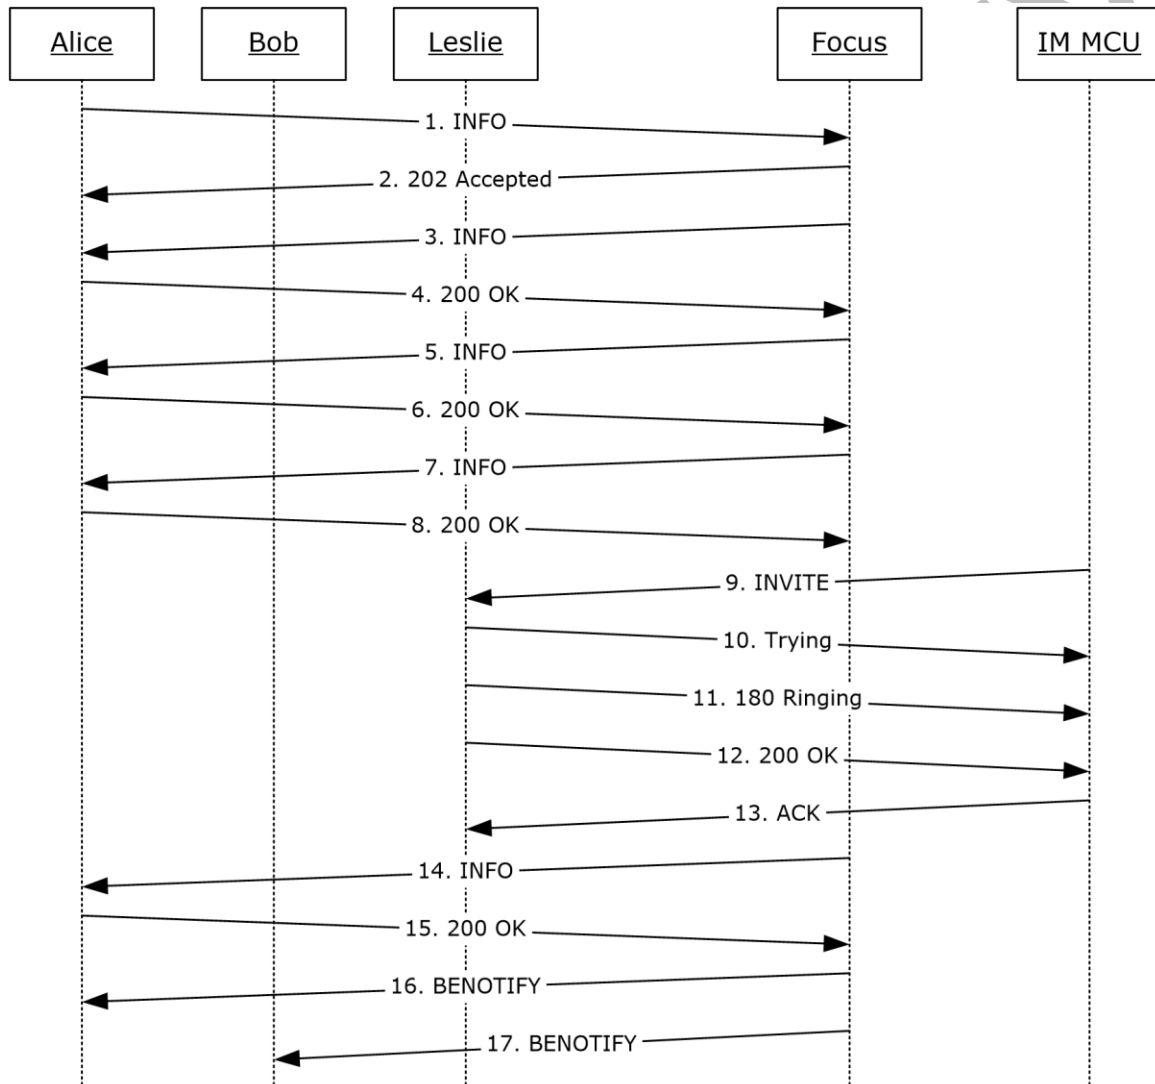 Alice
Bob
Leslie
Focus
IM MCU
1. INFO
2. 202 Accepted
3. INFO
4. 200 OK
5. INFO
6. 200 OK
7. INFO
8. 200 OK
9. INVITE
10. Trying
11. 180 Ringing
12. 200 OK
13. ACK
14. INFO
15. 200 OK
16. BENOTIFY
17. BENOTIFY